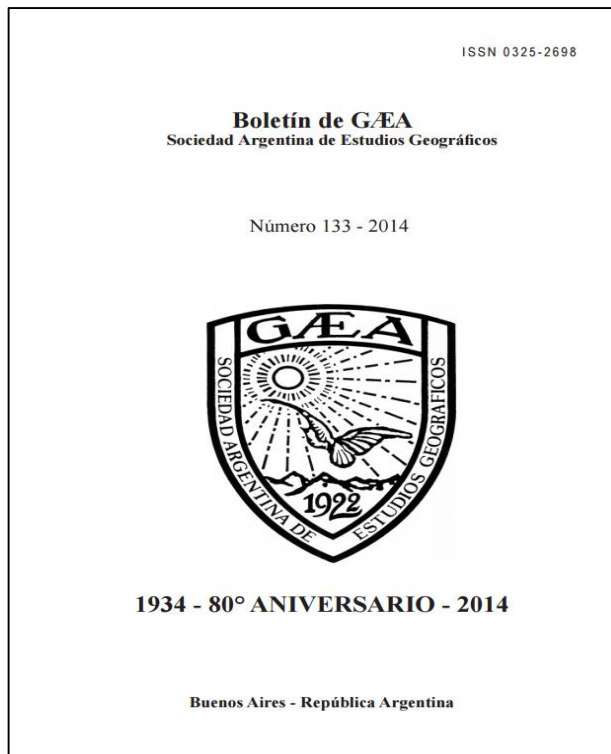 ISSN 0325-2698
Boletín de GÆA
Sociedad Argentina de Estudios Geográficos
Número 133 - 2014
GÆA
SOCIEDAD ARGENTINA DE
ESTUDIOS GEOGRAFICOS
1922
1934 - 80° ANIVERSARIO - 2014
Buenos Aires - República Argentina